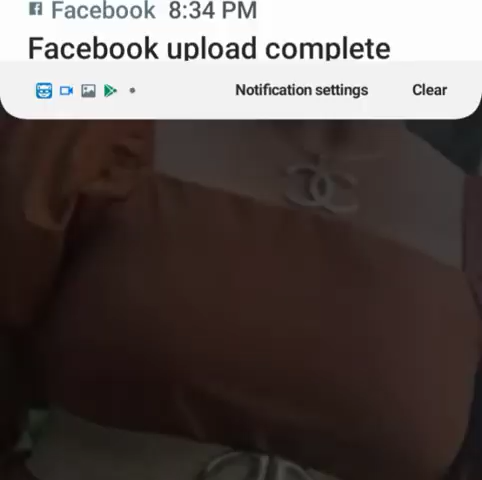 Facebook 8:34 PM
Facebook upload complete
Notification settings Clear